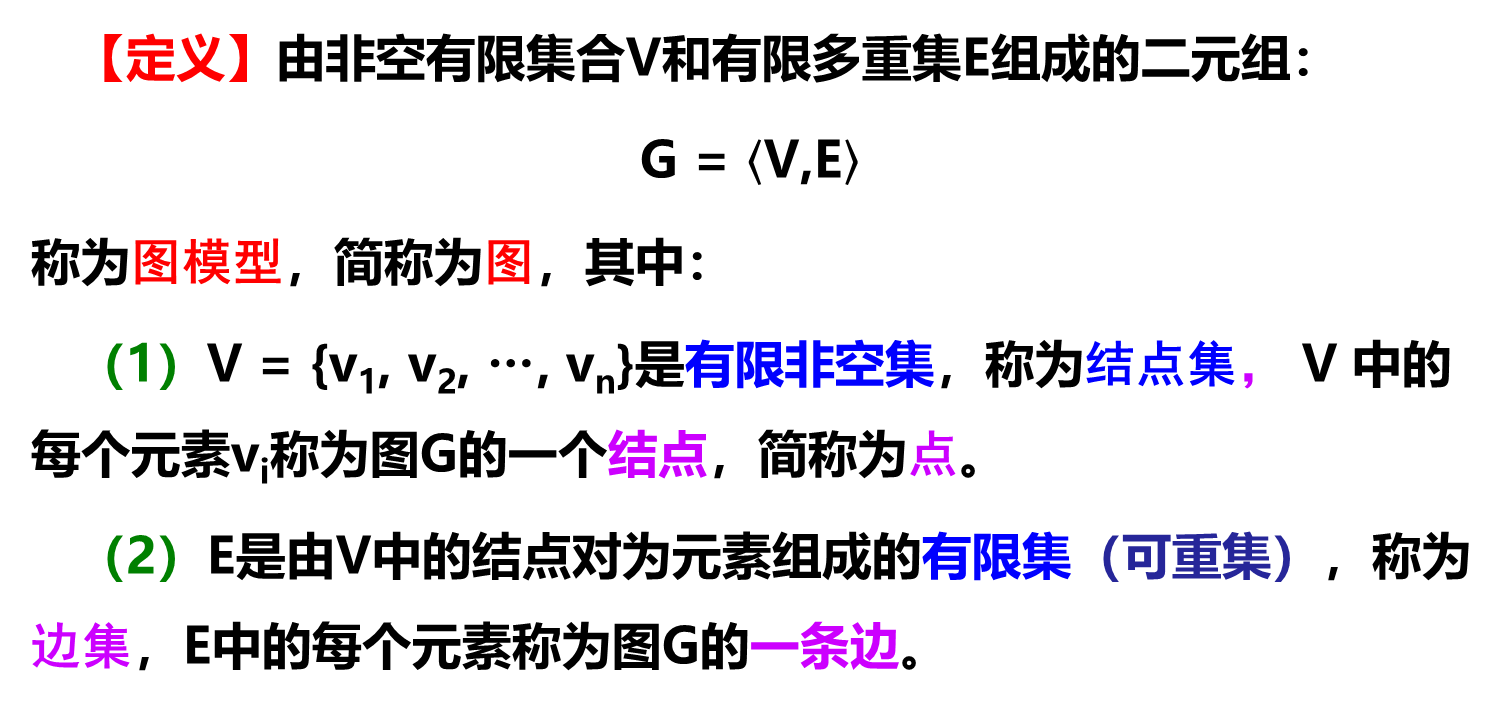 【定义】由非空有限集合V和有限多重集E组成的二元组：
G = ⟨V,E⟩
称为图模型，简称为图，其中：
（1）V = {v₁, v₂, ···, vₙ}是有限非空集，称为结点集， V 中的
每个元素vᵢ称为图G的一个结点，简称为点。
（2）E是由V中的结点对为元素组成的有限集（可重集），称为
边集，E中的每个元素称为图G的一条边。